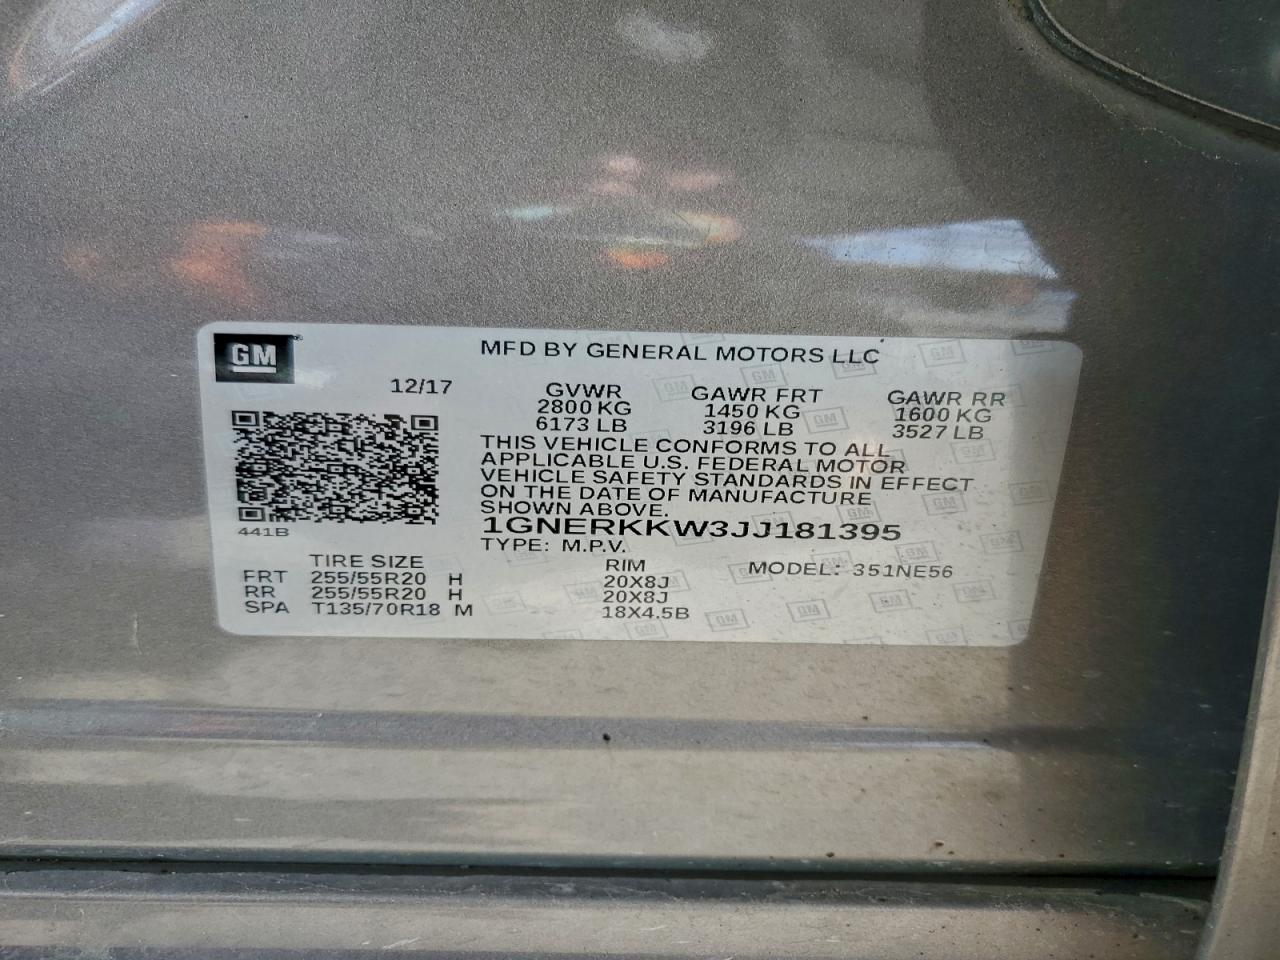 GM
MFD BY GENERAL MOTORS LLC
12/17 GVWR GAWR FRT GAWR RR
2800 KG 1450 KG 1600 KG
6173 LB 3196 LB 3527 LB
THIS VEHICLE CONFORMS TO ALL
APPLICABLE U.S. FEDERAL MOTOR
VEHICLE SAFETY STANDARDS IN EFFECT
ON THE DATE OF MANUFACTURE
SHOWN ABOVE.
1GNERKKW3JJ181395
441B
TYPE: M.P.V.
TIRE SIZE RIM MODEL: 351NE56
FRT 255/55R20 H 20X8J
RR 255/55R20 H 20X8J
SPA T135/70R18 M 18X4.5B